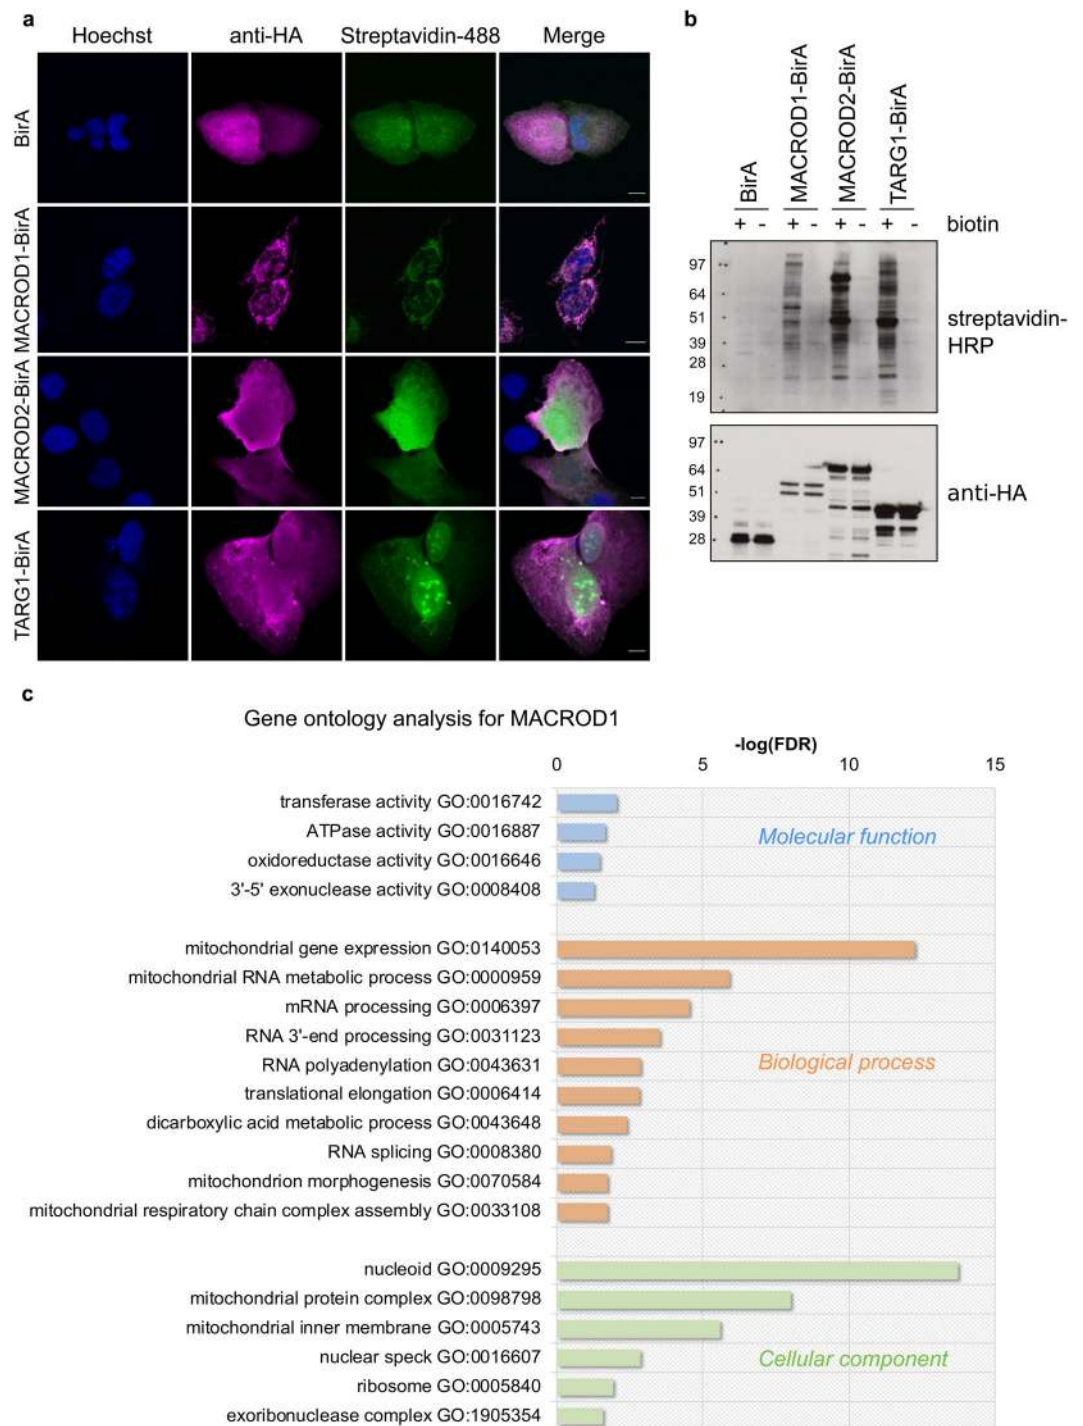 a
Hoechst anti-HA Streptavidin-488 Merge
BirA
MACROD1-BirA
MACROD2-BirA
TARG1-BirA
b
BirA
MACROD1-BirA
MACROD2-BirA
TARG1-BirA
+ - + - + - + - biotin
97
64
51
39
28
19
streptavidin-
HRP
97
64
51
39
28
anti-HA
c
Gene ontology analysis for MACROD1
-log(FDR)
0 5 10 15
transferase activity GO:0016742
ATPase activity GO:0016887
oxidoreductase activity GO:0016646
3'-5' exonuclease activity GO:0008408
Molecular function
mitochondrial gene expression GO:0140053
mitochondrial RNA metabolic process GO:0000959
mRNA processing GO:0006397
RNA 3'-end processing GO:0031123
RNA polyadenylation GO:0043631
translational elongation GO:0006414
dicarboxylic acid metabolic process GO:0043648
RNA splicing GO:0008380
mitochondrion morphogenesis GO:0070584
mitochondrial respiratory chain complex assembly GO:0033108
Biological process
nucleoid GO:0009295
mitochondrial protein complex GO:0098798
mitochondrial inner membrane GO:0005743
nuclear speck GO:0016607
ribosome GO:0005840
exoribonuclease complex GO:1905354
Cellular component